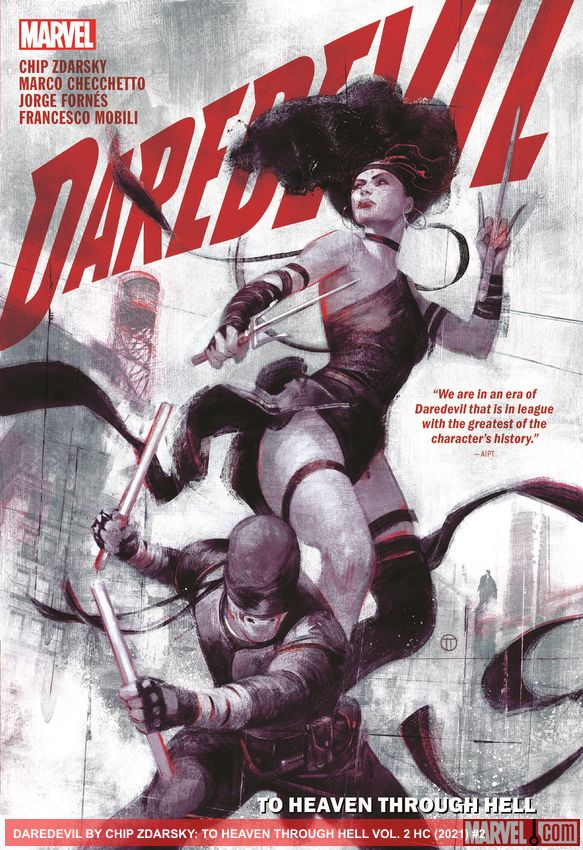 MARVEL
CHIP ZDARSKY
MARCO CHECCHETTO
JORGE FORNÉS
FRANCESCO MOBILI
DAREDEVIL
“We are in an era of
Daredevil that is in league
with the greatest of the
character’s history.”
—AIPT
TO HEAVEN THROUGH HELL
DAREDEVIL BY CHIP ZDARSKY: TO HEAVEN THROUGH HELL VOL. 2 HC (2021) #2
MARVEL.com